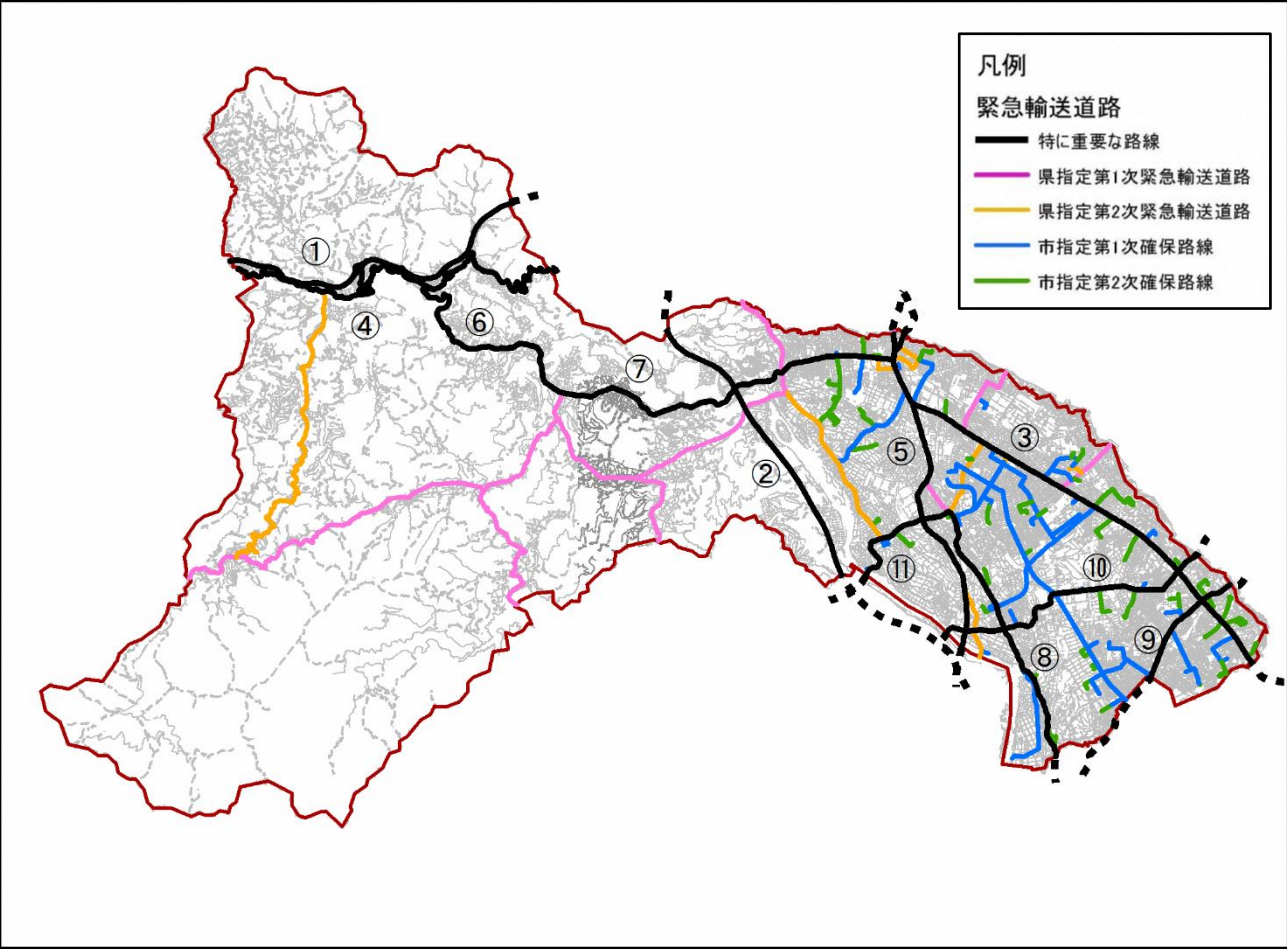 凡例
緊急輸送道路
特に重要な路線
県指定第1次緊急輸送道路
県指定第2次緊急輸送道路
市指定第1次確保路線
市指定第2次確保路線
①
④
⑥
⑦
②
⑤
③
⑪
⑩
⑧
⑨